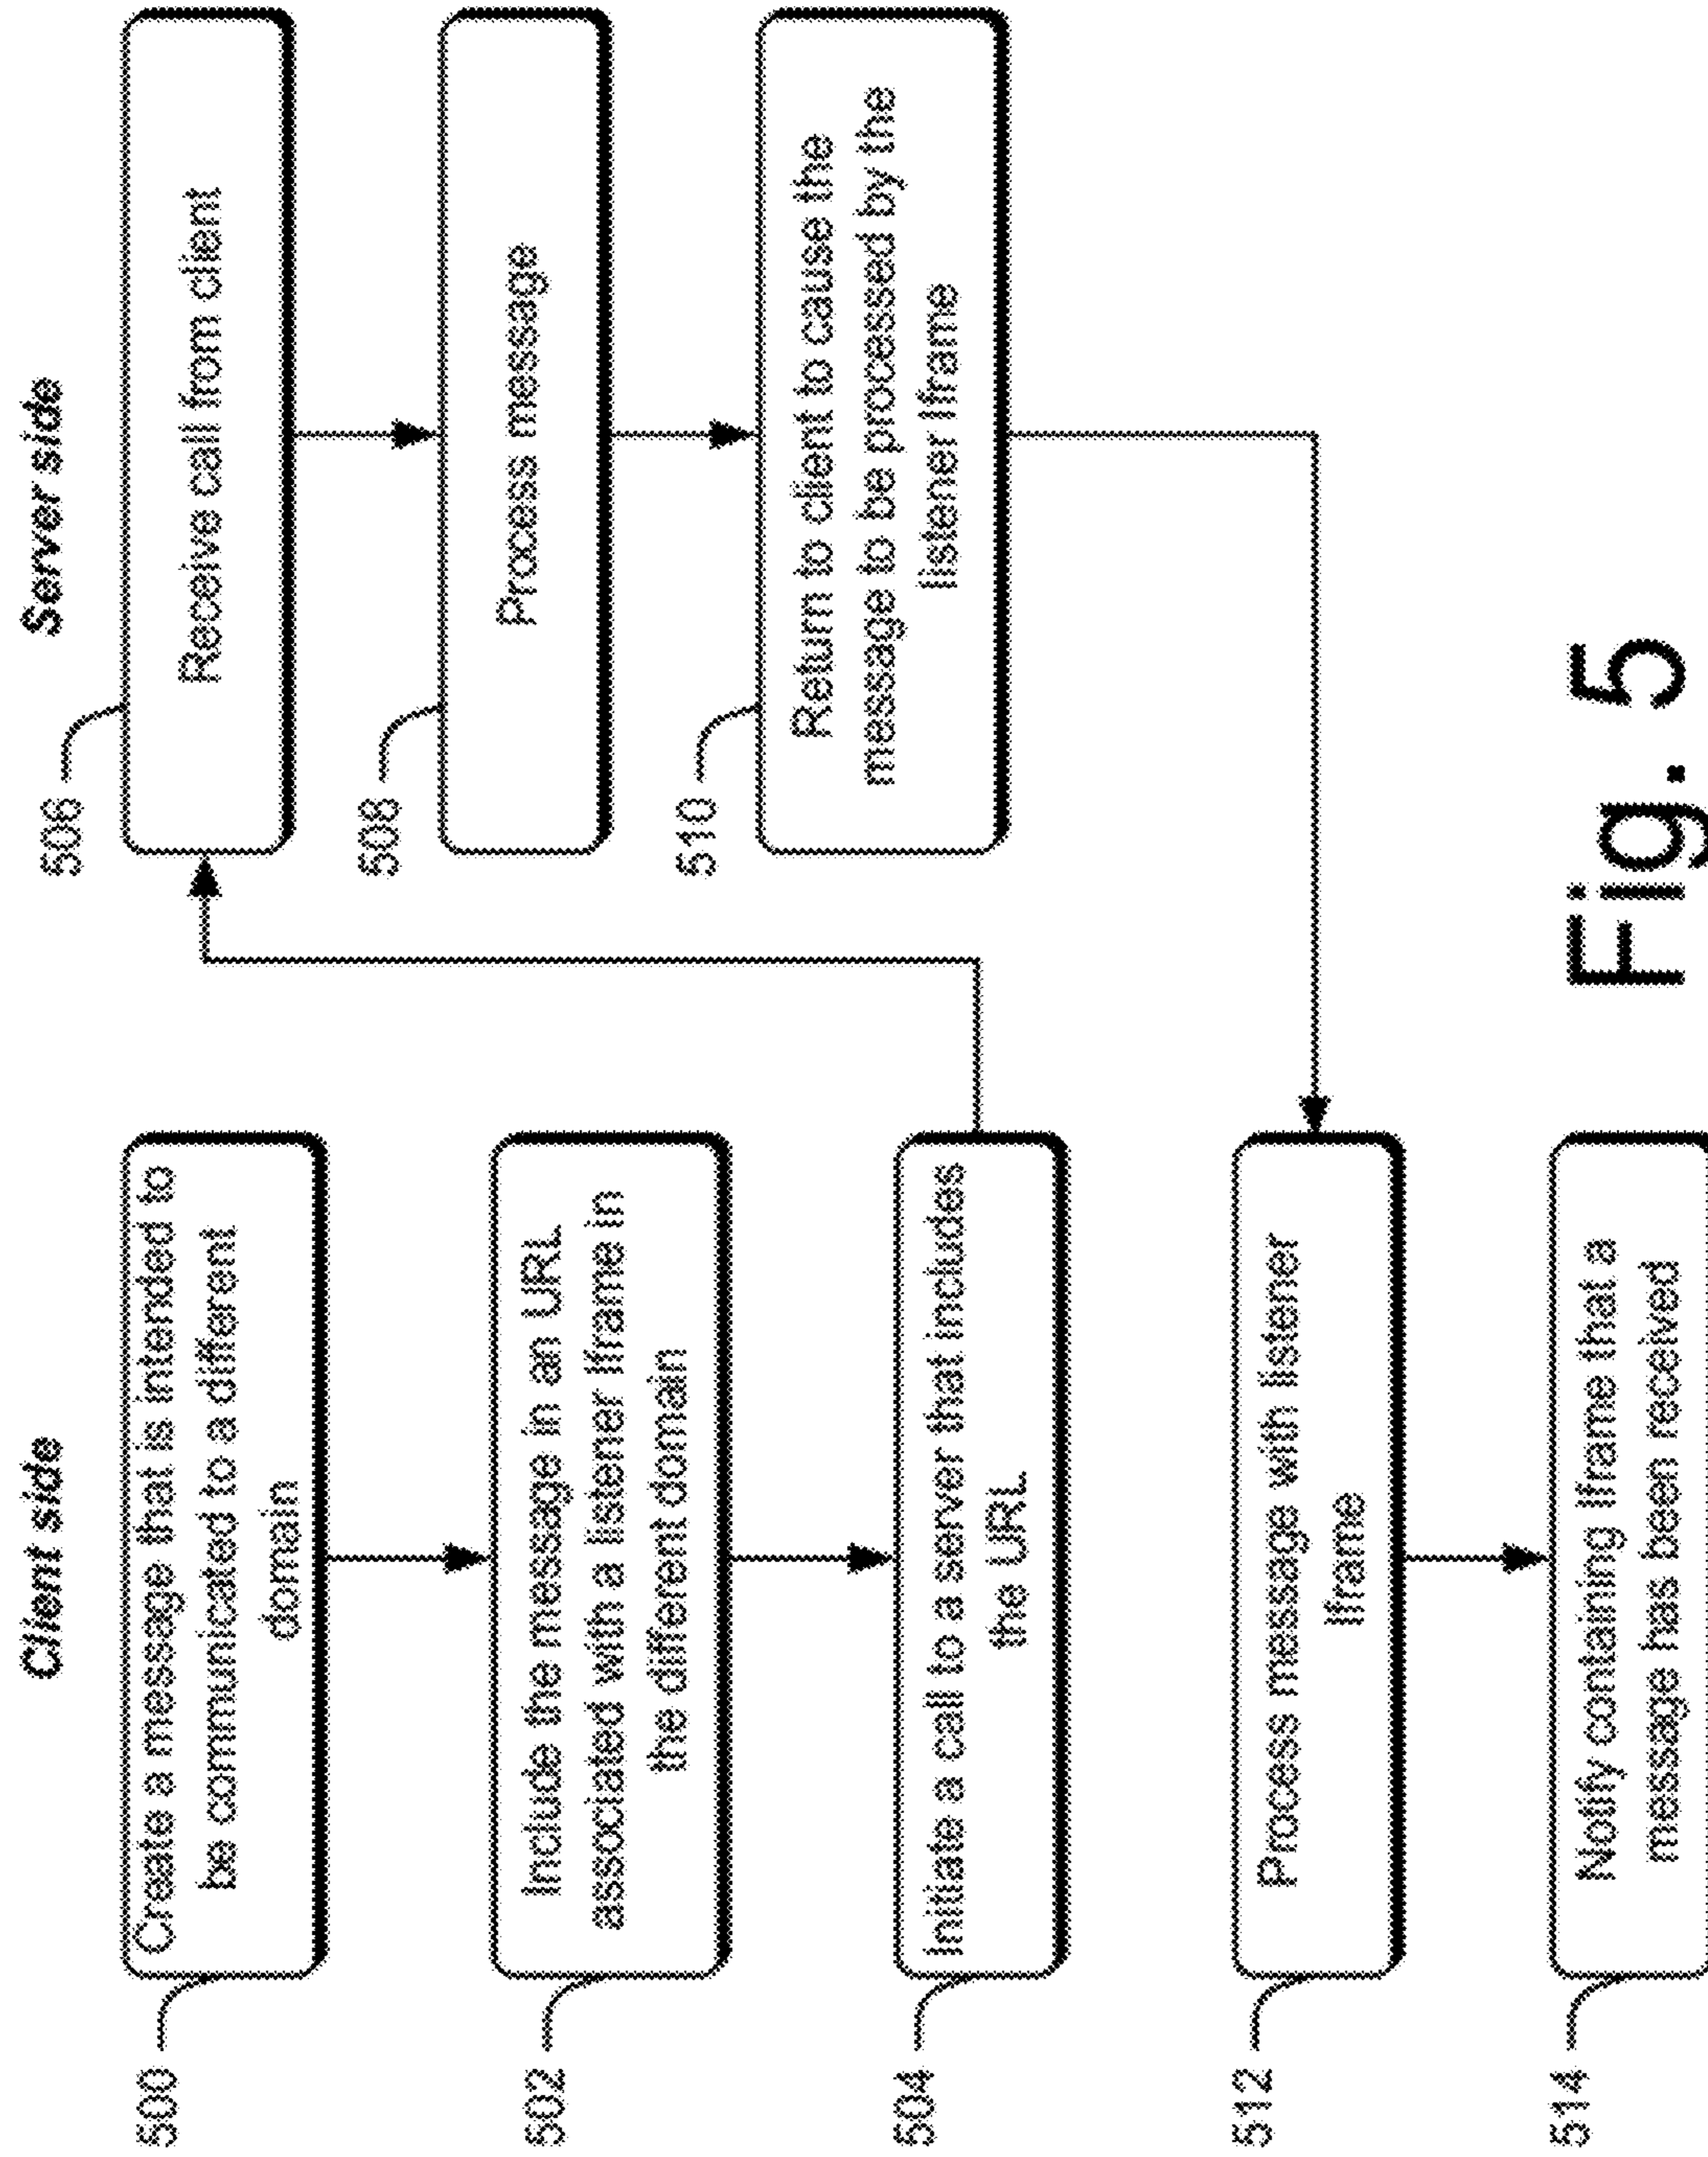 Client side
500
Create a message that is intended to
be communicated to a different
domain
502
Include the message in an URL
associated with a listener Iframe in
the different domain
504
Initiate a call to a server that includes
the URL
Server side
506
Receive call from client
508
Process message
510
Return to client to cause the
message to be processed by the
listener Iframe
512
Process message with listener
Iframe
514
Notify containing Iframe that a
message has been received
Fig. 5